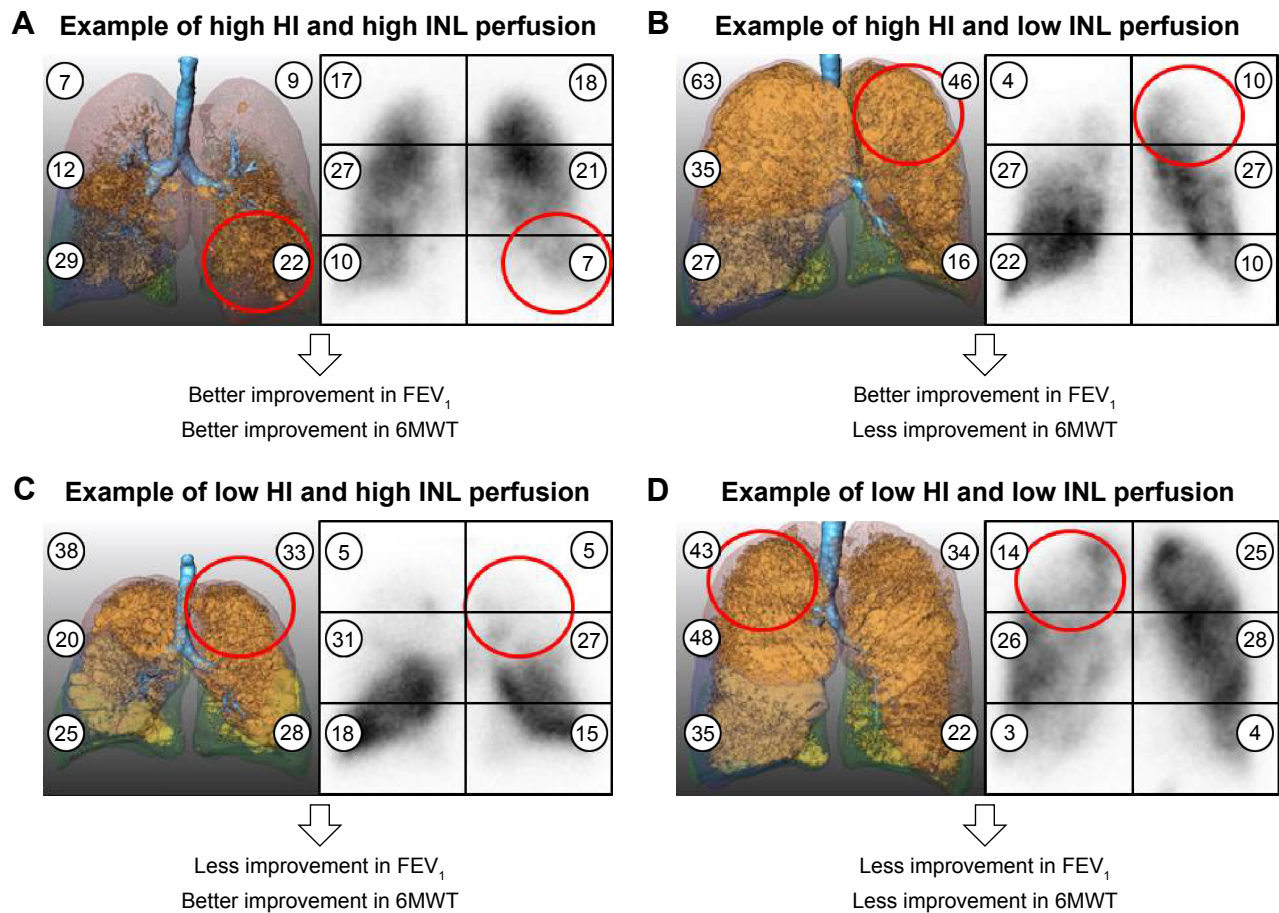 A Example of high HI and high INL perfusion
7 9 17 18
12 27 21
29 22 10 7
Better improvement in FEV₁
Better improvement in 6MWT
B Example of high HI and low INL perfusion
63 46 4 10
35 27 27
27 16 22 10
Better improvement in FEV₁
Less improvement in 6MWT
C Example of low HI and high INL perfusion
38 33 5 5
20 31 27
25 28 18 15
Less improvement in FEV₁
Better improvement in 6MWT
D Example of low HI and low INL perfusion
43 34 14 25
48 26 28
35 22 3 4
Less improvement in FEV₁
Less improvement in 6MWT